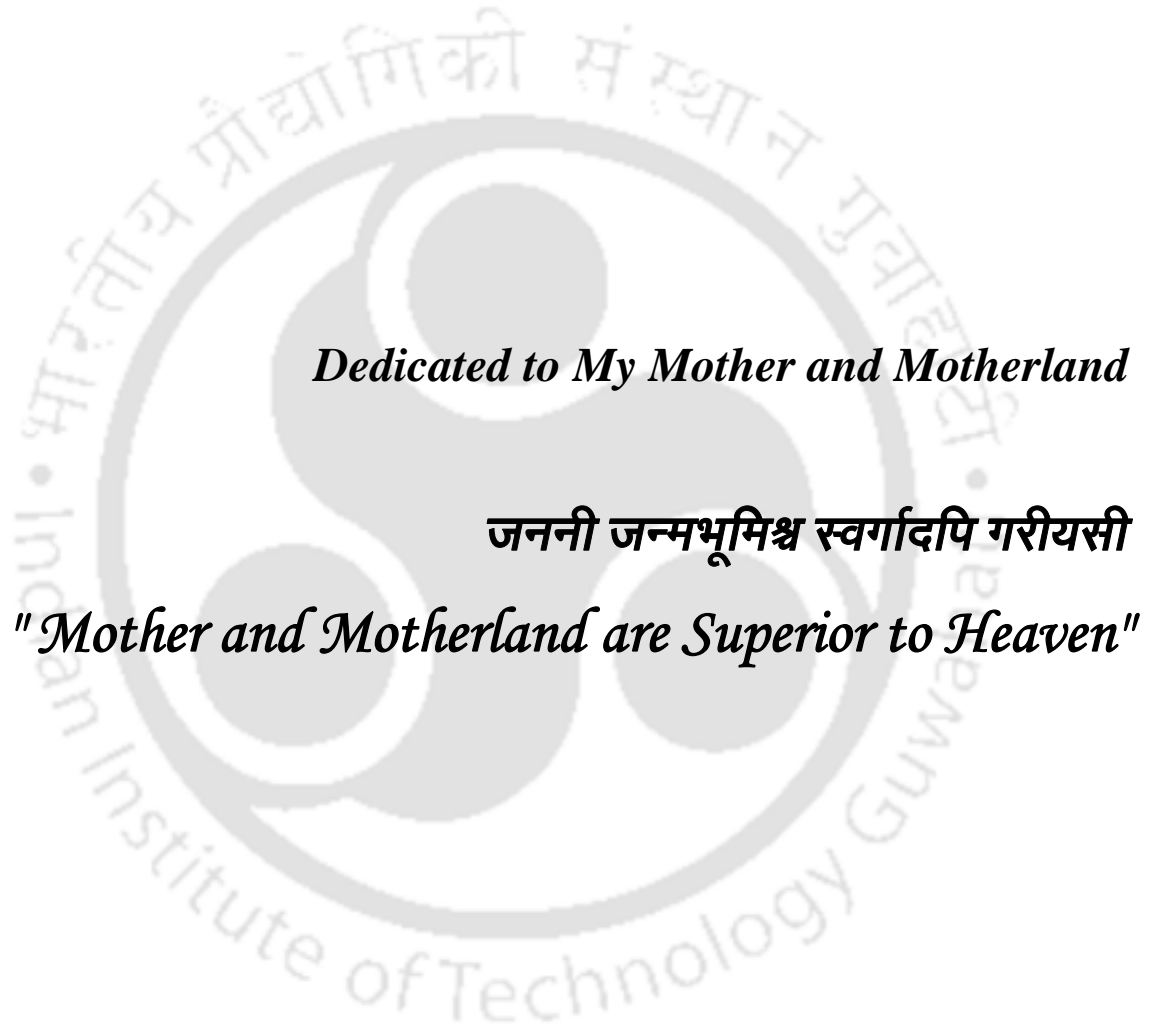 भारतीय प्रौद्योगिकी संस्थान गुवाहाटी
Dedicated to My Mother and Motherland
जननी जन्मभूमिश्च स्वर्गादपि गरीयसी
" Mother and Motherland are Superior to Heaven"
Indian Institute of Technology Guwahati